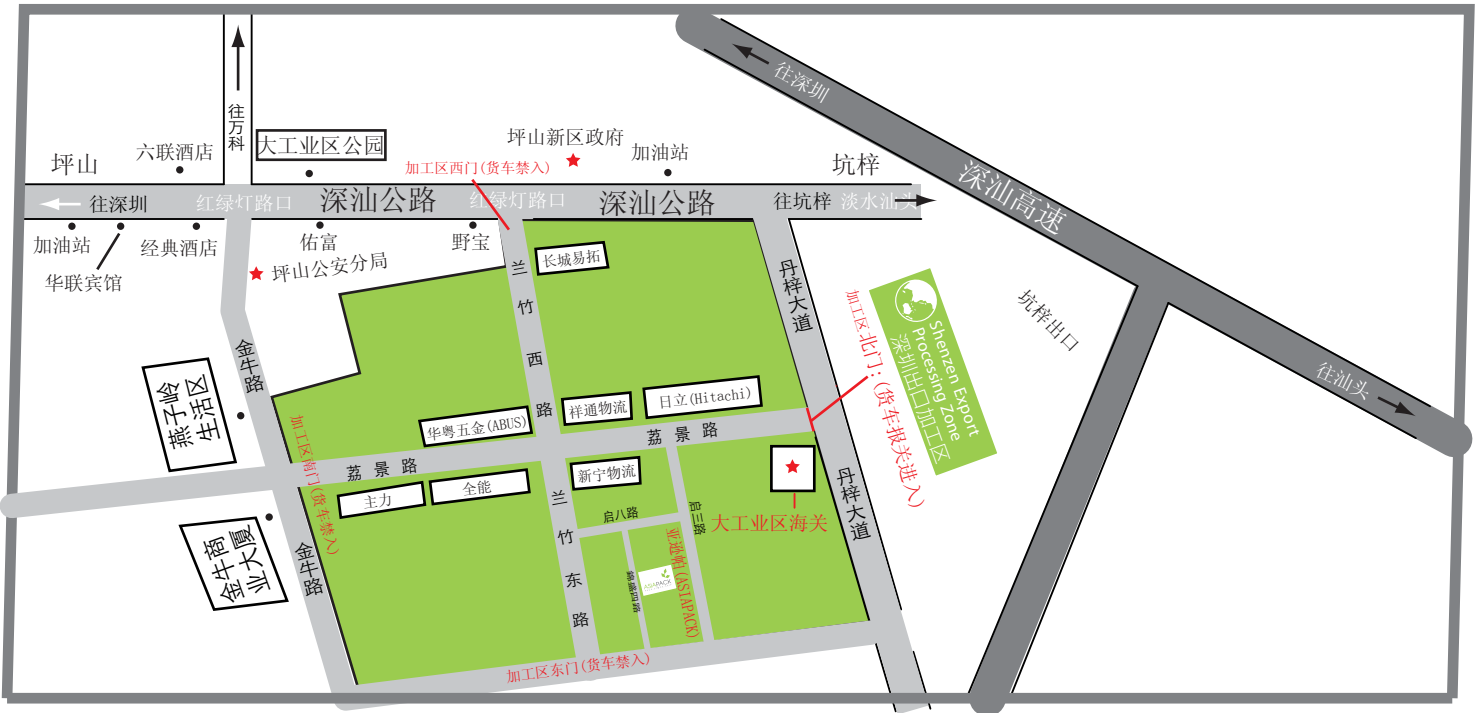 往深圳
深汕高速
往汕头
坑梓出口
往万科
大工业区公园
坪山新区政府
六联酒店
坪山
加工区西门(货车禁入)
加油站
坑梓
往深圳
红绿灯路口
深汕公路
红绿灯路口
深汕公路
往坑梓
淡水汕头
加油站
华联宾馆
经典酒店
佑富
坪山公安分局
野宝
长城易拓
兰竹西路
丹梓大道
加工区北门:(货车报关进入)
Shenzen Export
Processing Zone
深圳出口加工区
金牛路
燕子岭
生活区
加工区南门(货车禁入)
华粤五金(ABUS)
祥通物流
日立(Hitachi)
荔景路
荔景路
主力
全能
新宁物流
兰竹东路
启八路
启三路
大工业区海关
丹梓大道
金牛商
业大厦
金牛路
锦盛四路
ASIAPACK
亚逊帕(ASIAPACK)
加工区东门(货车禁入)